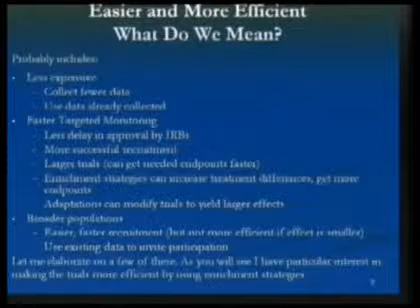 Easier and More Efficient
What Do We Mean?
Probably includes:
• Less expensive
– Collect fewer data
– Use data already collected
• Faster Targeted Monitoring
– Less delay in approval by IRBs
– More successful recruitment
– Larger trials (can get needed endpoints faster)
– Enrichment strategies can increase treatment differences, get more
endpoints
– Adaptations can modify trials to yield larger effects
• Broader populations
– Easier, faster recruitment (but not more efficient if effect is smaller)
– Use existing data to invite participation
Let me elaborate on a few of these. As you will see I have particular interest in
making the trials more efficient by using enrichment strategies